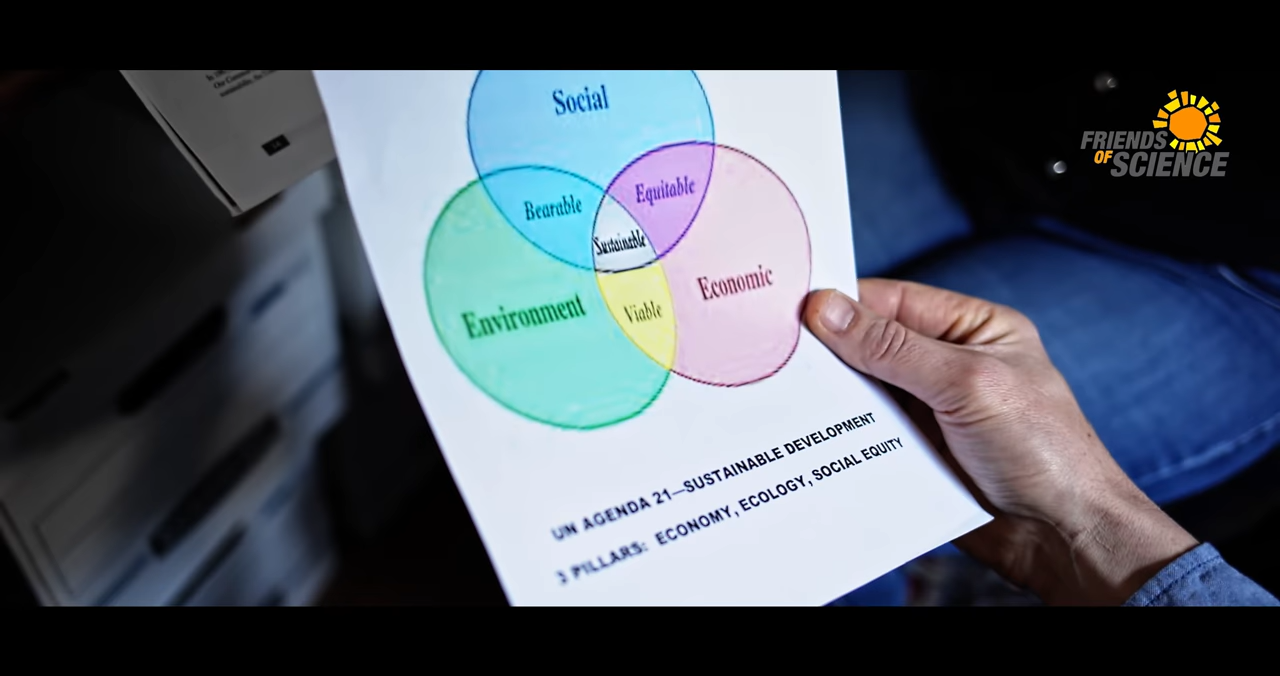 Social
Bearable
Equitable
Sustainable
Environment
Viable
Economic
UN AGENDA 21—SUSTAINABLE DEVELOPMENT
3 PILLARS: ECONOMY, ECOLOGY, SOCIAL EQUITY
FRIENDS
OF SCIENCE